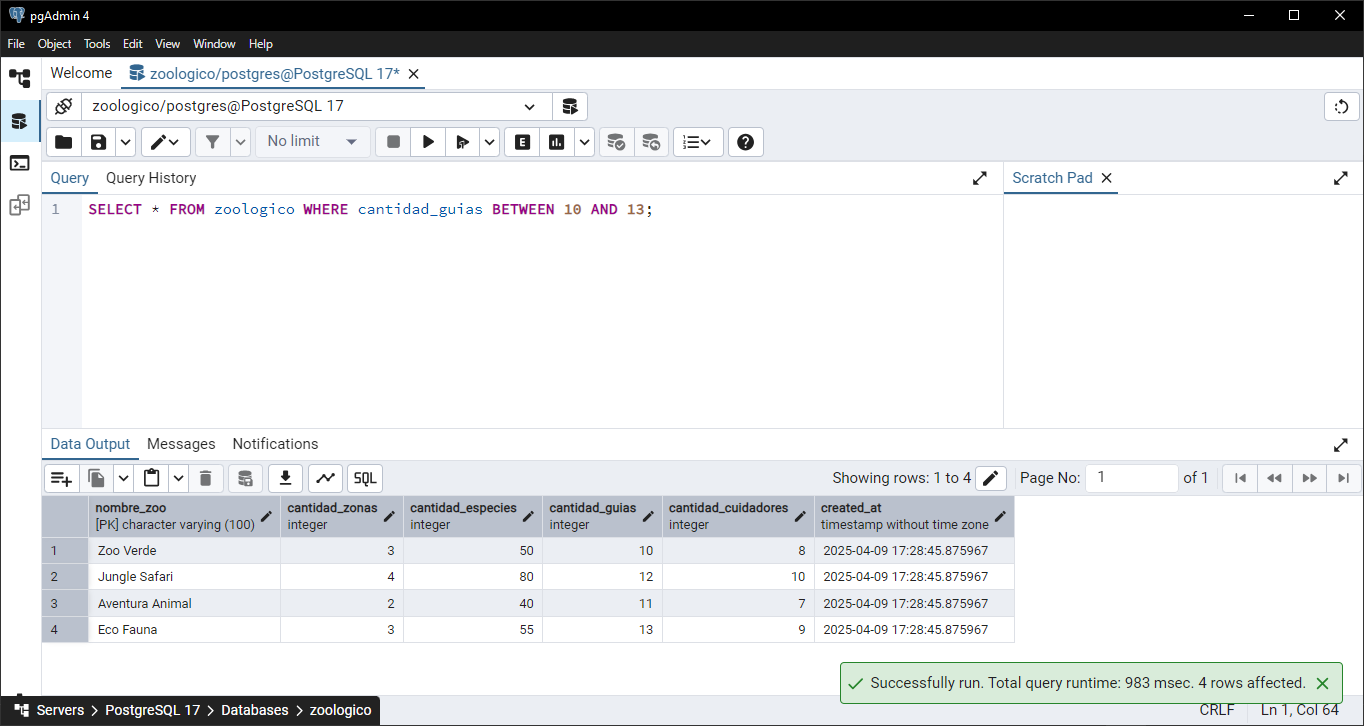 pgAdmin 4
File Object Tools Edit View Window Help
Welcome zoologico/postgres@PostgreSQL 17*
zoologico/postgres@PostgreSQL 17
No limit E
Query Query History Scratch Pad
1 SELECT * FROM zoologico WHERE cantidad_guias BETWEEN 10 AND 13;
Data Output Messages Notifications
SQL Showing rows: 1 to 4 Page No: 1 of 1
nombre_zoo cantidad_zonas cantidad_especies cantidad_guias cantidad_cuidadores created_at
[PK] character varying (100) integer integer integer integer timestamp without time zone
1 Zoo Verde 3 50 10 8 2025-04-09 17:28:45.875967
2 Jungle Safari 4 80 12 10 2025-04-09 17:28:45.875967
3 Aventura Animal 2 40 11 7 2025-04-09 17:28:45.875967
4 Eco Fauna 3 55 13 9 2025-04-09 17:28:45.875967
Successfully run. Total query runtime: 983 msec. 4 rows affected.
Servers > PostgreSQL 17 > Databases > zoologico CRLF Ln 1, Col 64